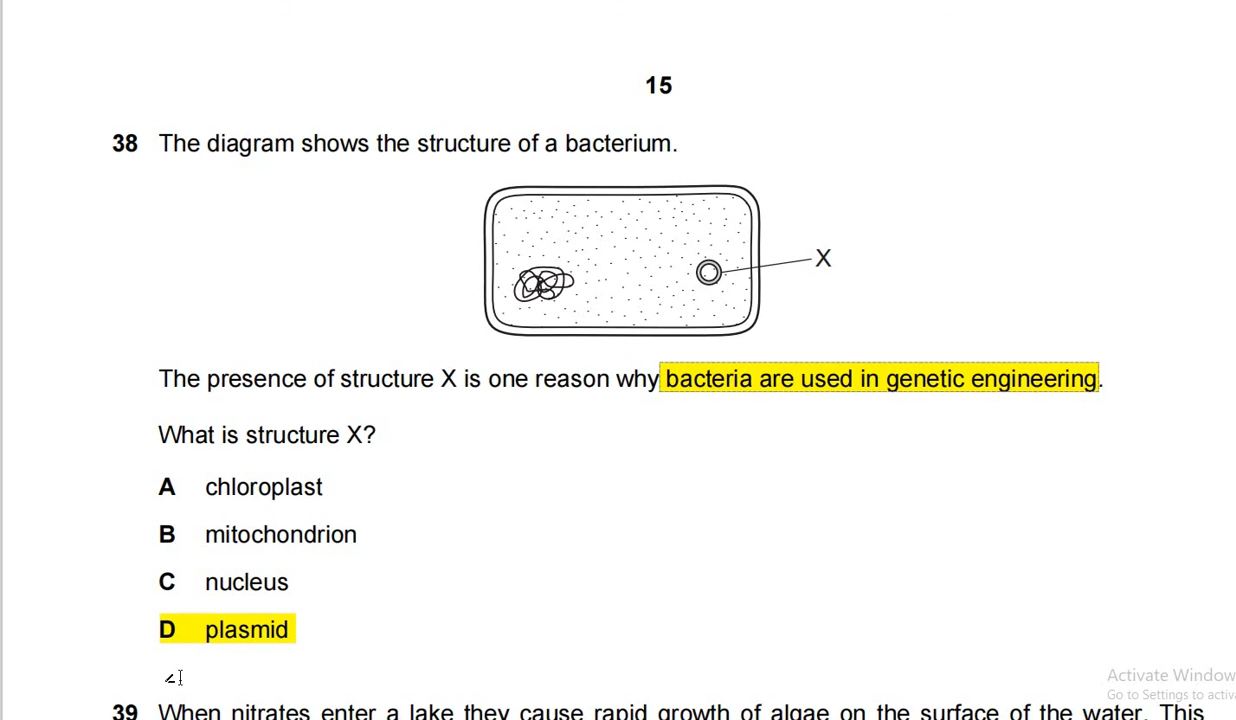 15
38 The diagram shows the structure of a bacterium.
X
The presence of structure X is one reason why bacteria are used in genetic engineering.
What is structure X?
A chloroplast
B mitochondrion
C nucleus
D plasmid
Activate Window
Go to Settings to activa
39 When nitrates enter a lake they cause rapid growth of algae on the surface of the water. This